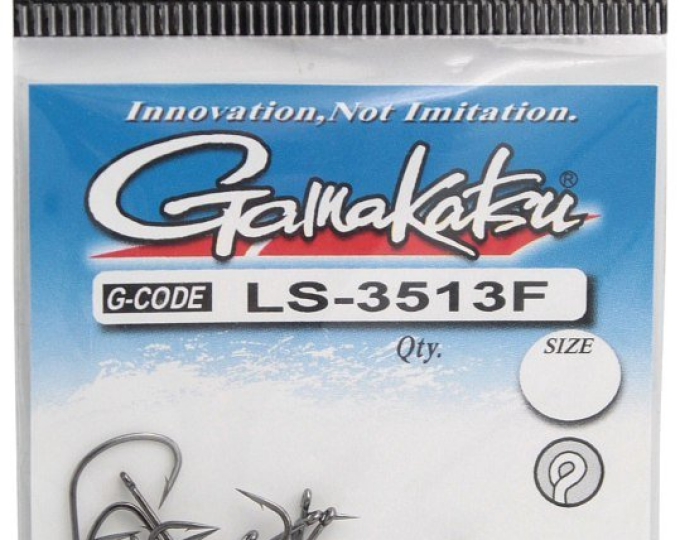 Innovation,Not Imitation.
Gamakatsu®
G-CODE LS-3513F
Qty. SIZE